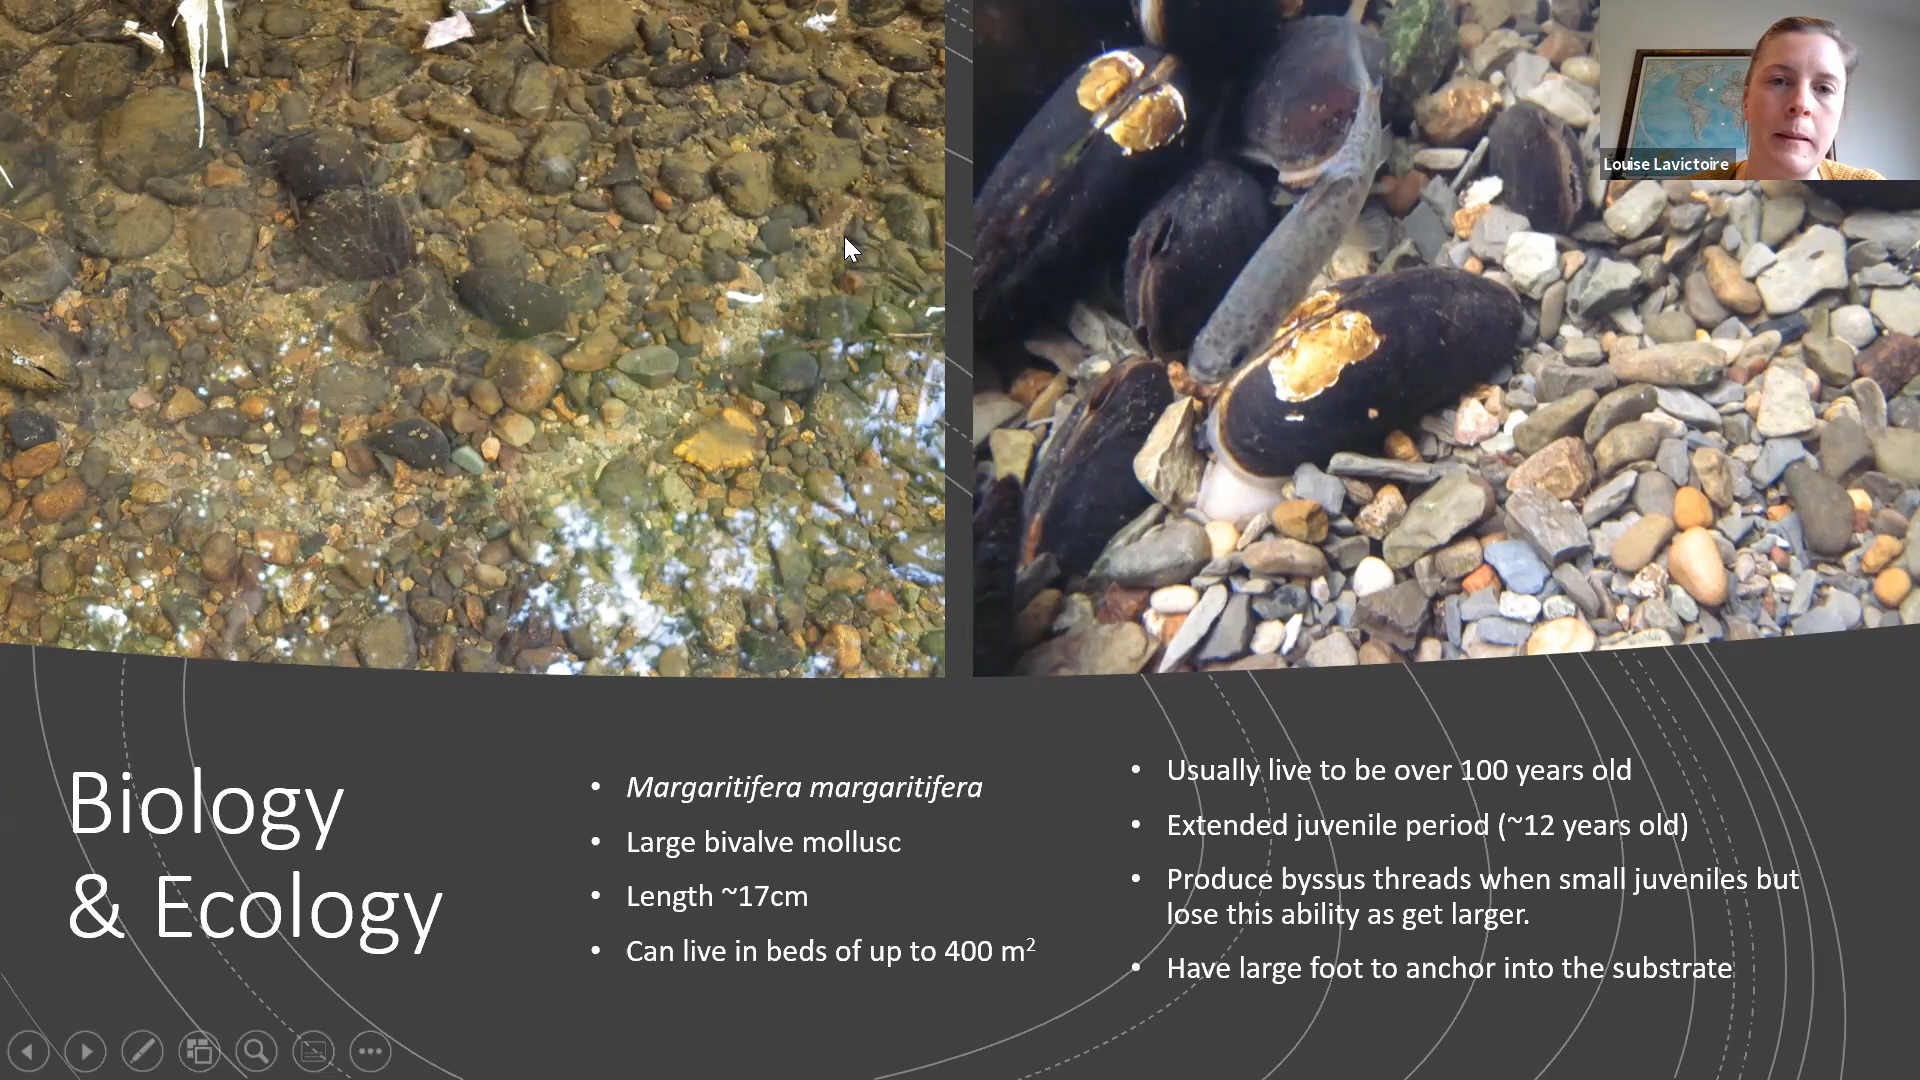 Louise Lavictoire
Biology
& Ecology
• Margaritifera margaritifera
• Large bivalve mollusc
• Length ~17cm
• Can live in beds of up to 400 m²
• Usually live to be over 100 years old
• Extended juvenile period (~12 years old)
• Produce byssus threads when small juveniles but
lose this ability as get larger.
• Have large foot to anchor into the substrate